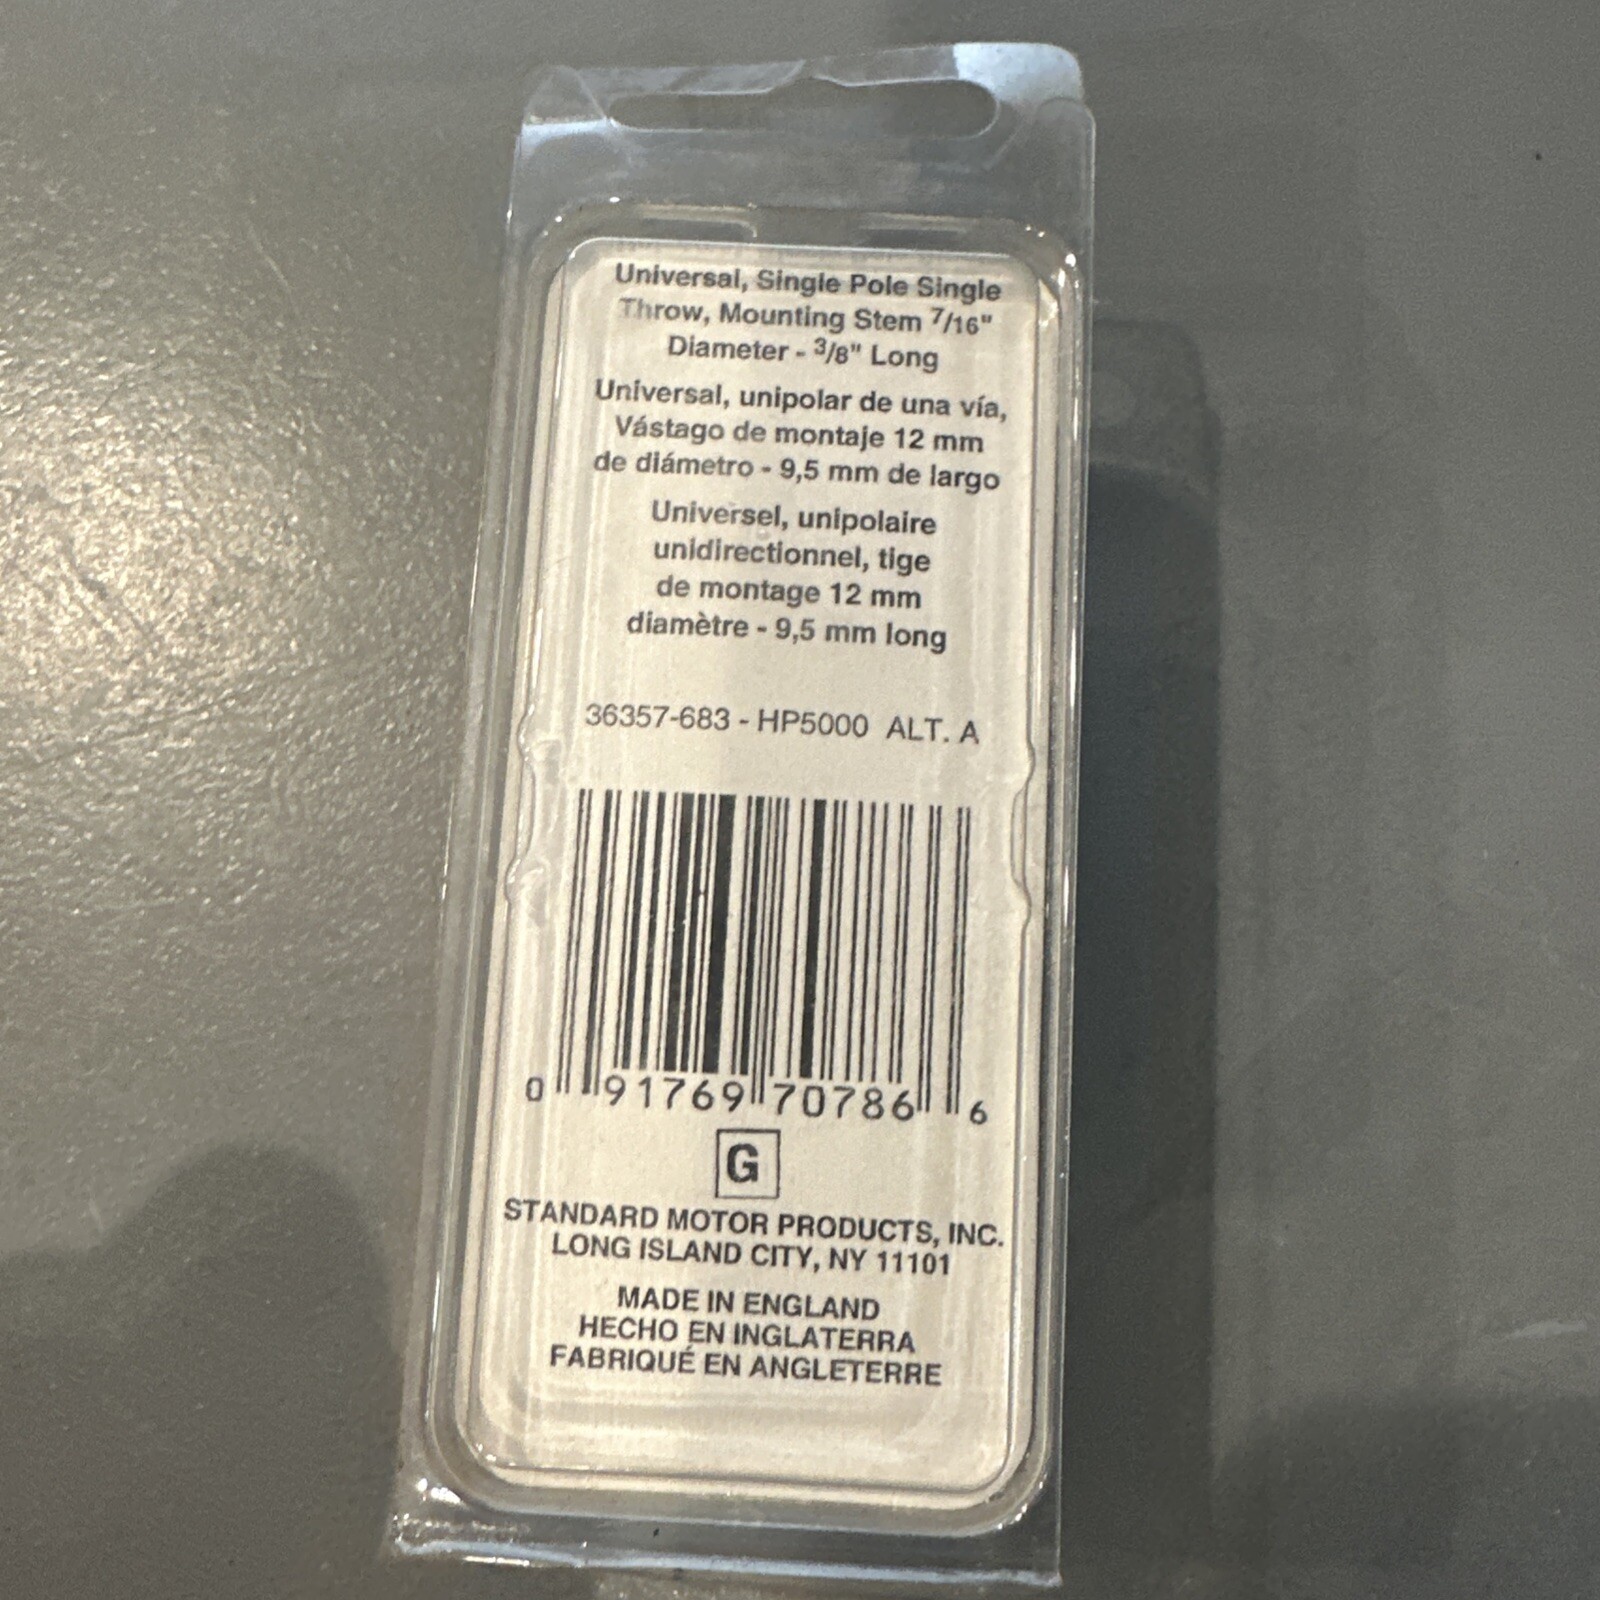 Universal, Single Pole Single
Throw, Mounting Stem 7/16"
Diameter - 3/8" Long
Universal, unipolar de una vía,
Vástago de montaje 12 mm
de diámetro - 9,5 mm de largo
Universel, unipolaire
unidirectionnel, tige
de montage 12 mm
diamètre - 9,5 mm long
36357-683 - HP5000 ALT. A
0 91769 70786 6
G
STANDARD MOTOR PRODUCTS, INC.
LONG ISLAND CITY, NY 11101
MADE IN ENGLAND
HECHO EN INGLATERRA
FABRIQUÉ EN ANGLETERRE